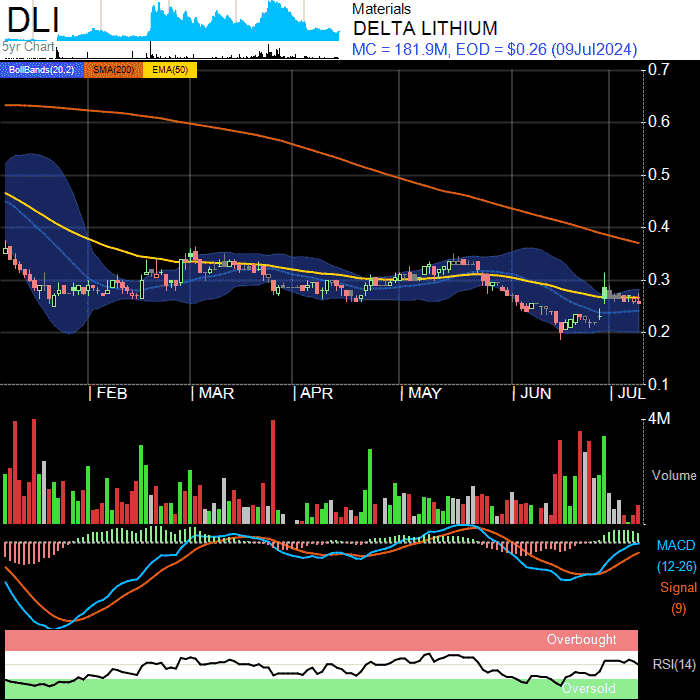 DLI
5yr Chart
Materials
DELTA LITHIUM
MC = 181.9M, EOD = $0.26 (09Jul2024)
BollBands(20,2) SMA(200) EMA(50)
0.7
0.6
0.5
0.4
0.3
0.2
0.1
FEB MAR APR MAY JUN JUL
4M
Volume
MACD
(12-26)
Signal
(9)
Overbought
RSI(14)
Oversold